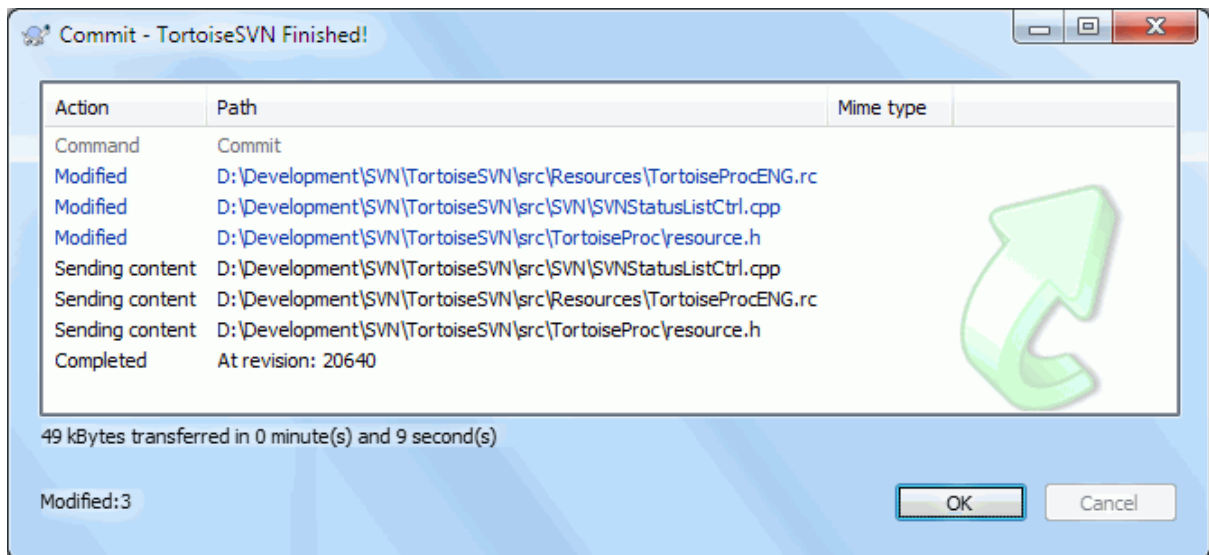 Commit - TortoiseSVN Finished!
Action Path Mime type
Command Commit
Modified D:\Development\SVN\TortoiseSVN\src\Resources\TortoiseProcENG.rc
Modified D:\Development\SVN\TortoiseSVN\src\SVN\SVNStatusListCtrl.cpp
Modified D:\Development\SVN\TortoiseSVN\src\TortoiseProc\resource.h
Sending content D:\Development\SVN\TortoiseSVN\src\SVN\SVNStatusListCtrl.cpp
Sending content D:\Development\SVN\TortoiseSVN\src\Resources\TortoiseProcENG.rc
Sending content D:\Development\SVN\TortoiseSVN\src\TortoiseProc\resource.h
Completed At revision: 20640
49 kBytes transferred in 0 minute(s) and 9 second(s)
Modified:3
OK Cancel